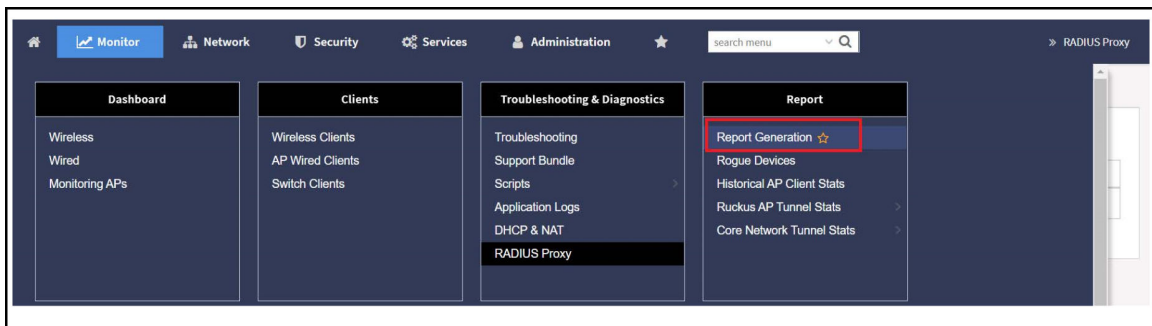 Monitor Network Security Services Administration search menu » RADIUS Proxy
Dashboard
Wireless
Wired
Monitoring APs
Clients
Wireless Clients
AP Wired Clients
Switch Clients
Troubleshooting & Diagnostics
Troubleshooting
Support Bundle
Scripts
Application Logs
DHCP & NAT
RADIUS Proxy
Report
Report Generation
Rogue Devices
Historical AP Client Stats
Ruckus AP Tunnel Stats
Core Network Tunnel Stats